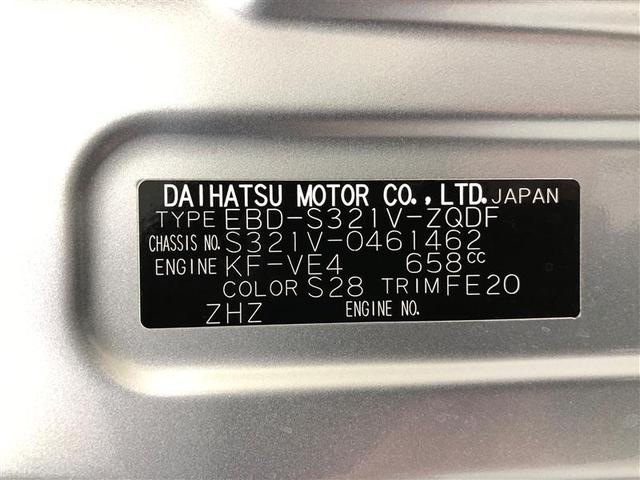 DAIHATSU MOTOR CO.,LTD. JAPAN
TYPE EBD-S321V-ZQDF
CHASSIS NO. S321V-0461462
ENGINE KF-VE4 658cc
COLOR S28 TRIM FE20
ZHZ ENGINE NO.